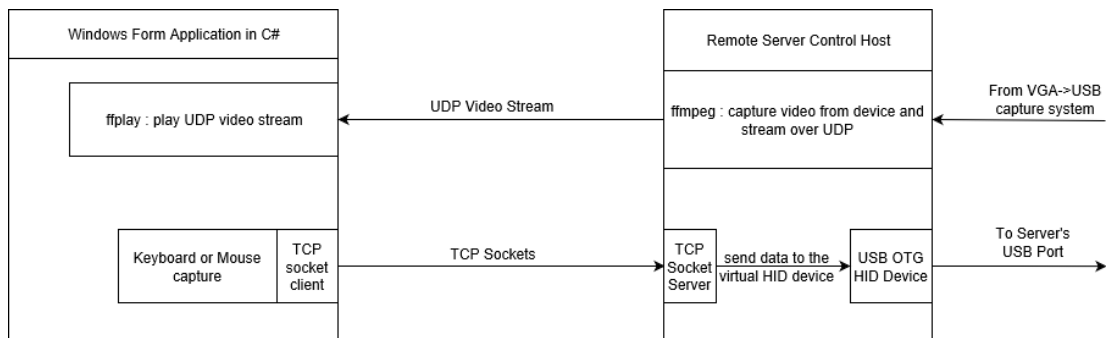 Windows Form Application in C#
Remote Server Control Host
ffplay : play UDP video stream
UDP Video Stream
ffmpeg : capture video from device and
stream over UDP
From VGA->USB
capture system
Keyboard or Mouse
capture
TCP
socket
client
TCP Sockets
TCP
Socket
Server
send data to the
virtual HID device
USB OTG
HID Device
To Server's
USB Port